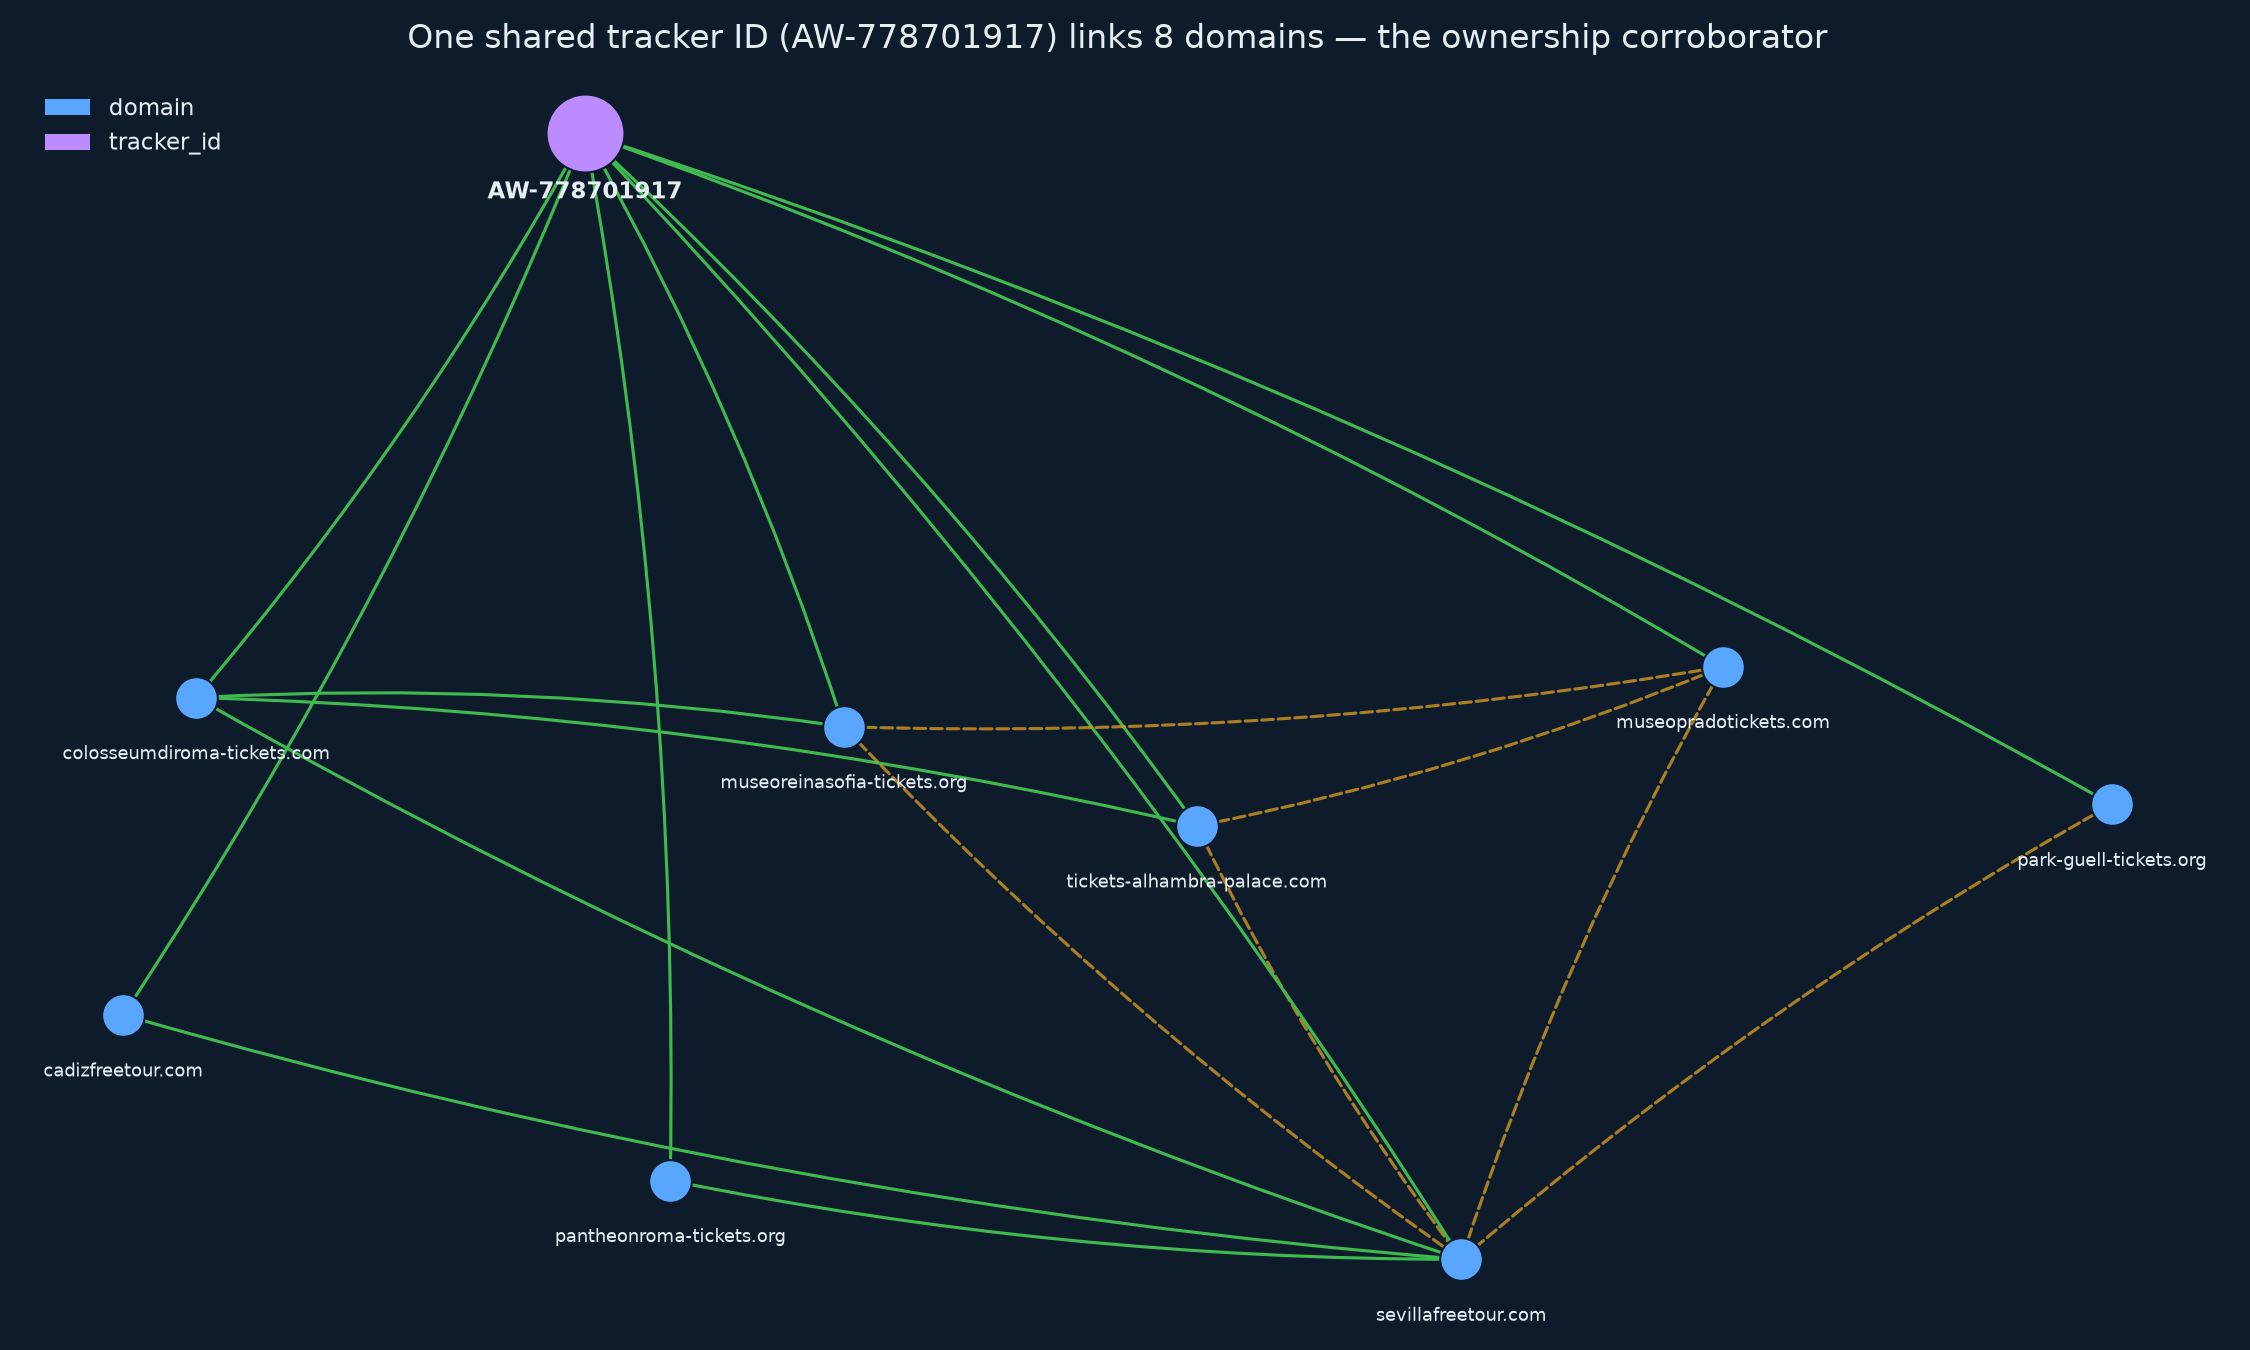 One shared tracker ID (AW-778701917) links 8 domains — the ownership corroborator
domain
tracker_id
AW-778701917
colosseumdiroma-tickets.com
museoreinasofia-tickets.org
museopradotickets.com
tickets-alhambra-palace.com
park-guell-tickets.org
cadizfreetour.com
pantheonroma-tickets.org
sevillafreetour.com